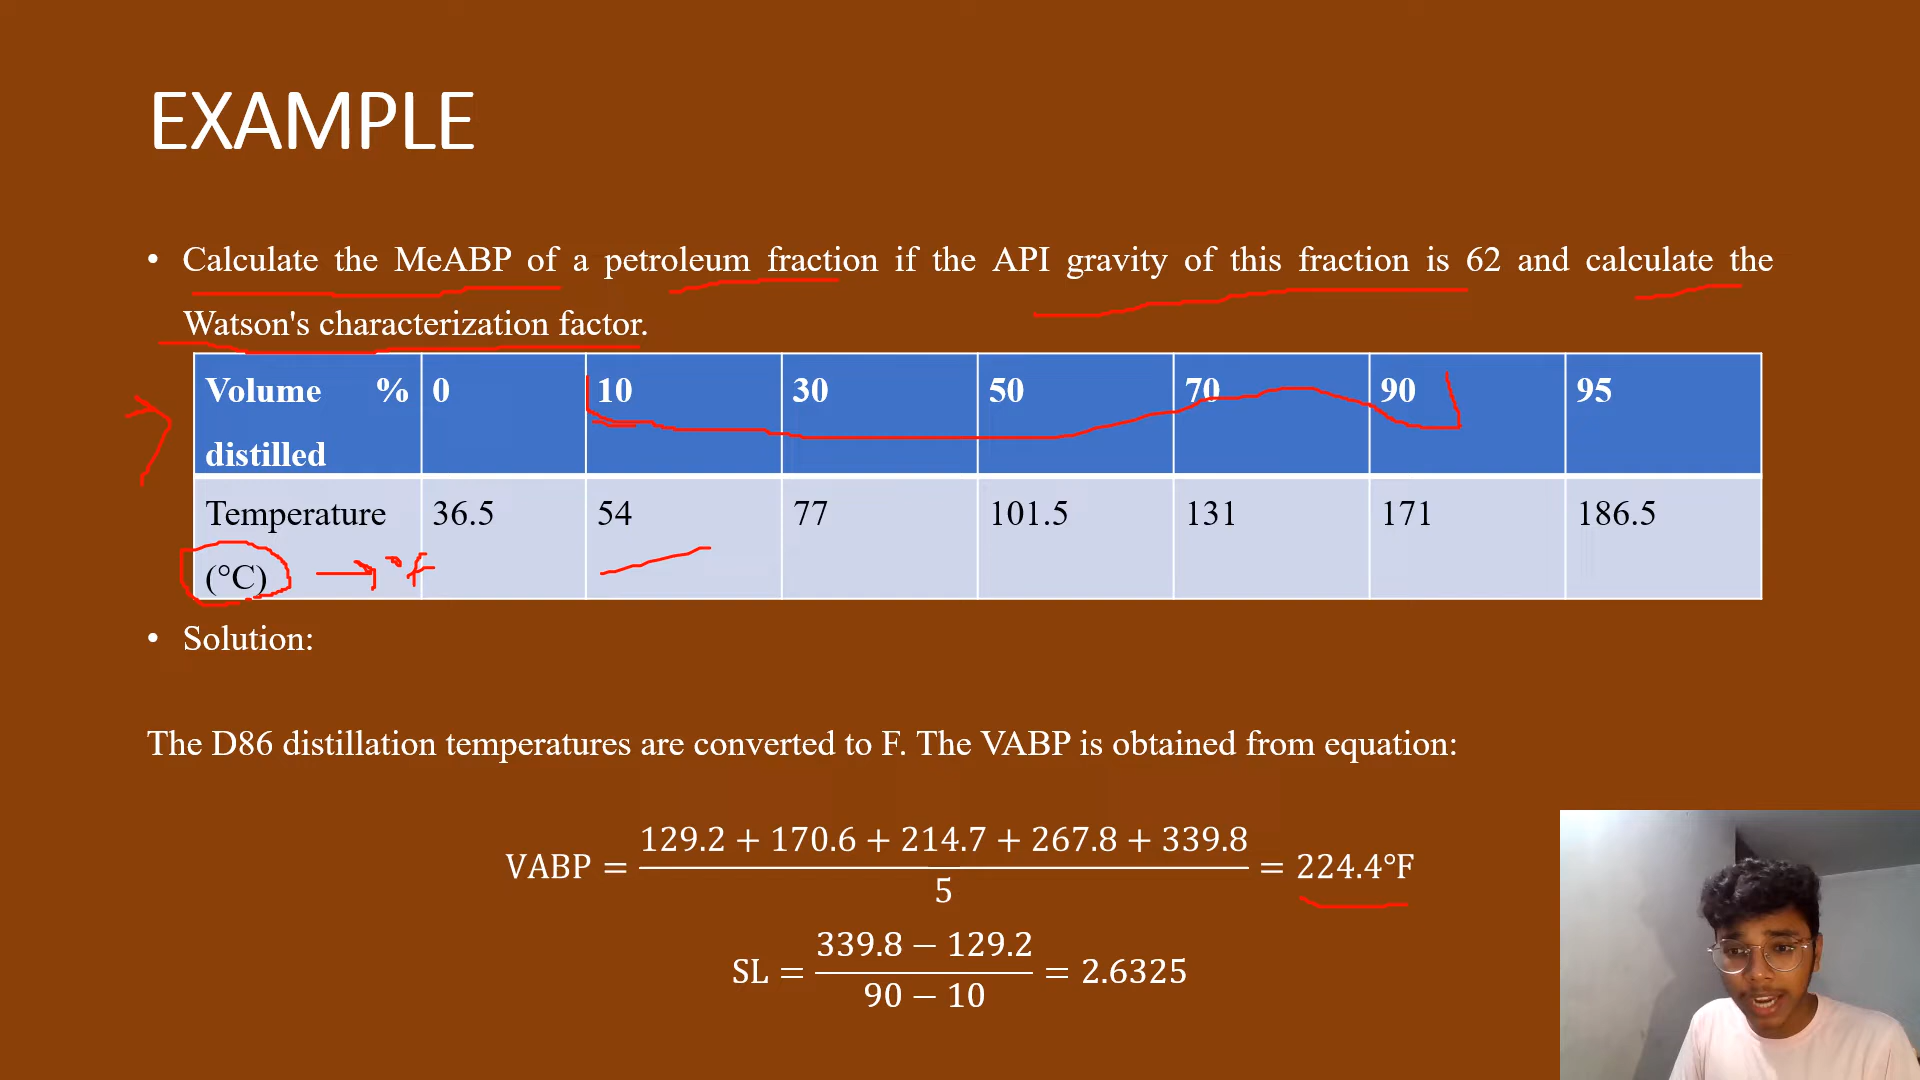 EXAMPLE
• Calculate the MeABP of a petroleum fraction if the API gravity of this fraction is 62 and calculate the
Watson's characterization factor.
Volume % 0 10 30 50 70 90 95
distilled
Temperature 36.5 54 77 101.5 131 171 186.5
(°C) → °F
• Solution:
The D86 distillation temperatures are converted to F. The VABP is obtained from equation:
VABP = (129.2 + 170.6 + 214.7 + 267.8 + 339.8) / 5 = 224.4°F
SL = (339.8 − 129.2) / (90 − 10) = 2.6325